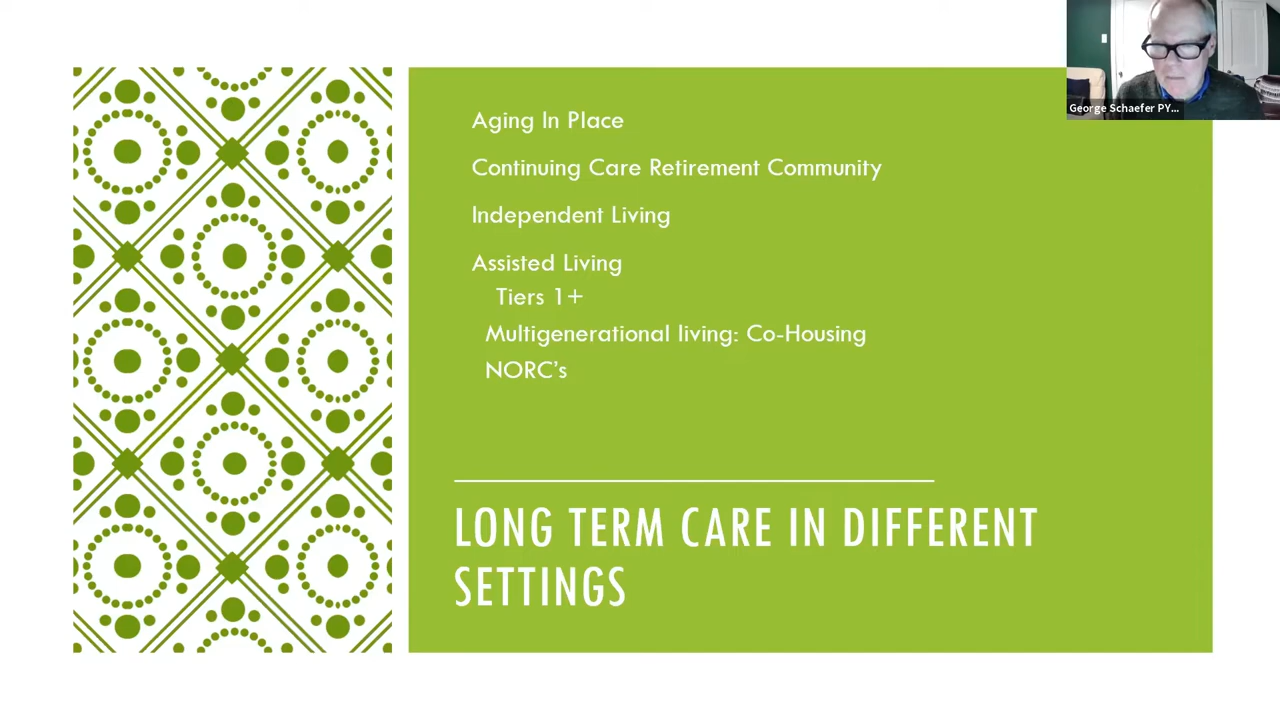 George Schaefer PY...
Aging In Place
Continuing Care Retirement Community
Independent Living
Assisted Living
Tiers 1+
Multigenerational living: Co-Housing
NORC’s
LONG TERM CARE IN DIFFERENT
SETTINGS